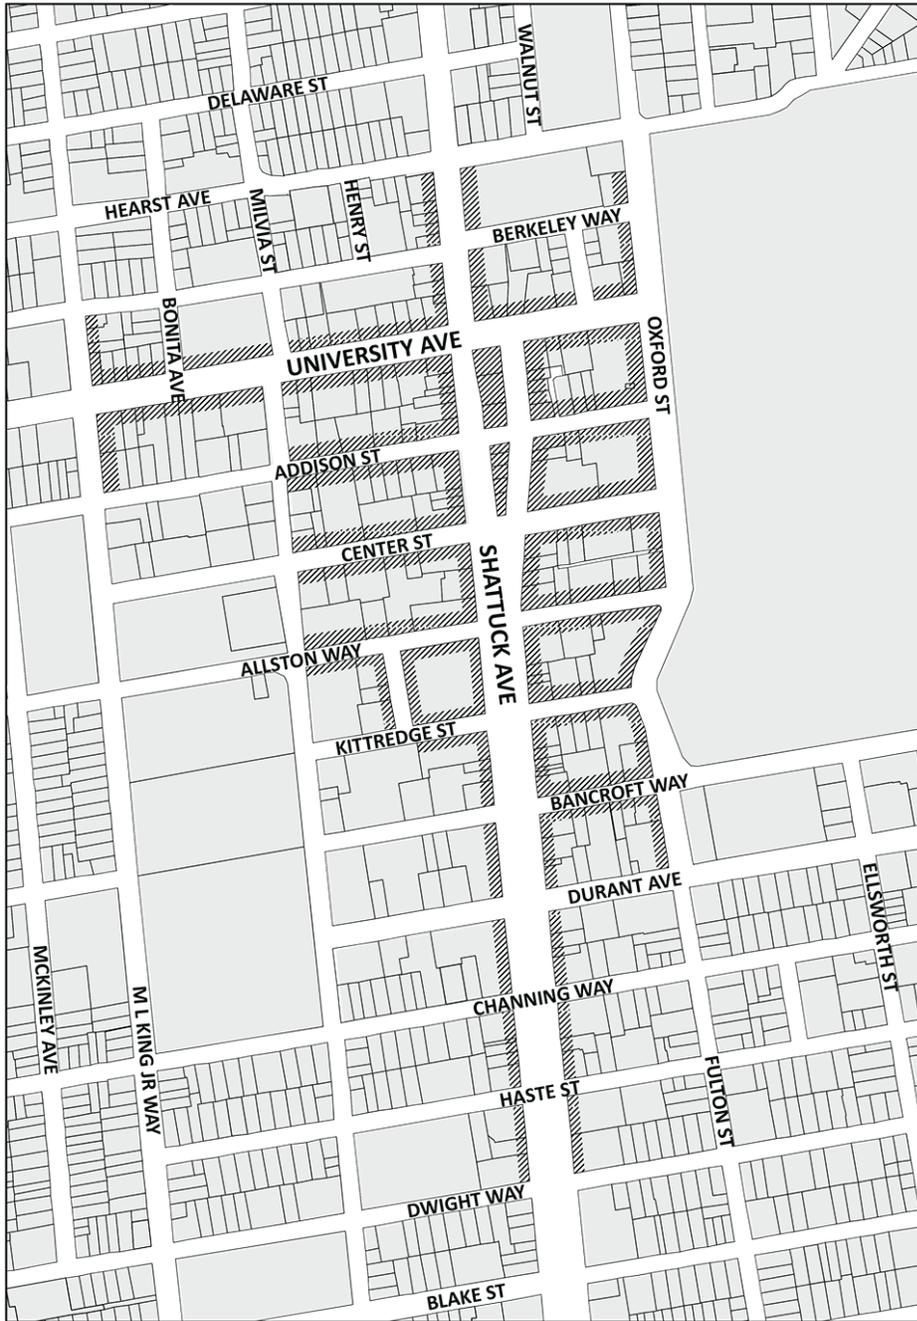 WALNUT ST
DELAWARE ST
HEARST AVE
MILVIA ST
HENRY ST
BERKELEY WAY
BONITA AVE
UNIVERSITY AVE
OXFORD ST
ADDISON ST
CENTER ST
SHATTUCK AVE
ALLSTON WAY
KITTREDGE ST
BANCROFT WAY
DURANT AVE
ELLSWORTH ST
MCKINLEY AVE
M L KING JR WAY
CHANNING WAY
HASTE ST
FULTON ST
DWIGHT WAY
BLAKE ST